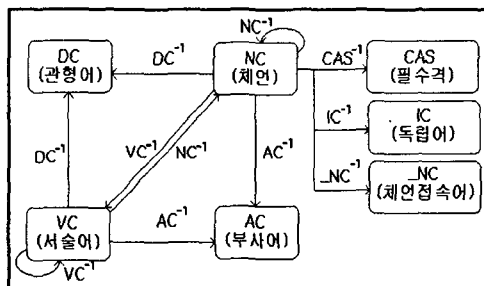 NC⁻¹
DC
(관형어)
DC⁻¹
NC
(체언)
CAS⁻¹
CAS
(필수격)
IC⁻¹
IC
(독립어)
DC⁻¹
VC⁻¹
NC⁻¹
AC⁻¹
_NC⁻¹
_NC
(체언접속어)
VC
(서술어)
AC⁻¹
AC
(부사어)
VC⁻¹